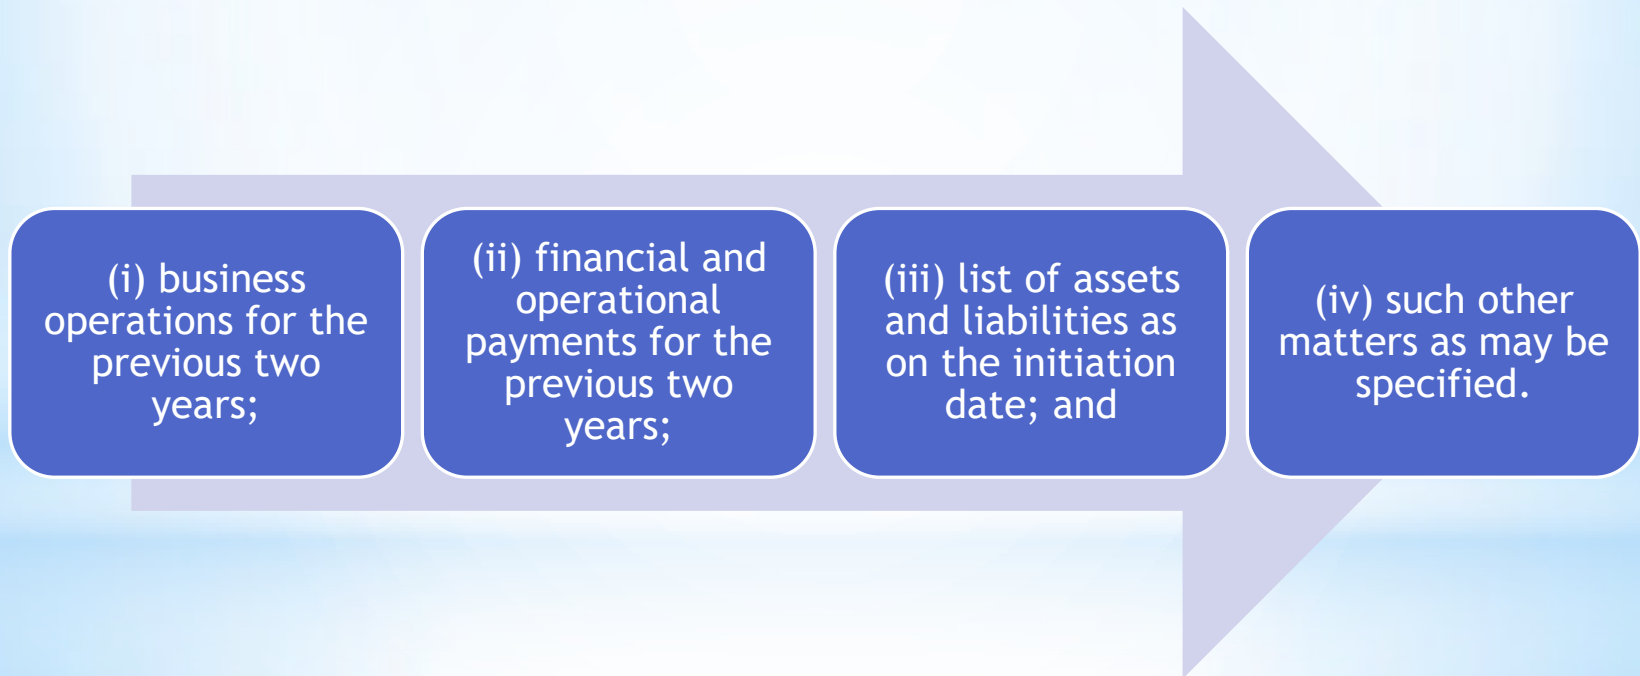 (i) business
operations for the
previous two
years;
(ii) financial and
operational
payments for the
previous two
years;
(iii) list of assets
and liabilities as
on the initiation
date; and
(iv) such other
matters as may be
specified.